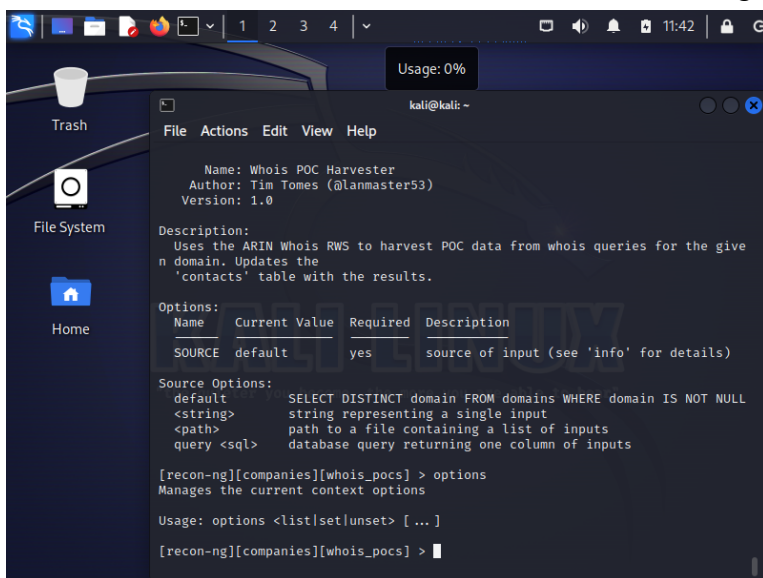 1 2 3 4 11:42
Usage: 0%
Trash
File System
Home
kali@kali: ~
File Actions Edit View Help
Name: Whois POC Harvester
Author: Tim Tomes (@lanmaster53)
Version: 1.0
Description:
Uses the ARIN Whois RWS to harvest POC data from whois queries for the give
n domain. Updates the
'contacts' table with the results.
Options:
Name Current Value Required Description
SOURCE default yes source of input (see 'info' for details)
Source Options:
default SELECT DISTINCT domain FROM domains WHERE domain IS NOT NULL
<string> string representing a single input
<path> path to a file containing a list of inputs
query <sql> database query returning one column of inputs
[recon-ng][companies][whois_pocs] > options
Manages the current context options
Usage: options <list|set|unset> [ ... ]
[recon-ng][companies][whois_pocs] >
KALI LINUX